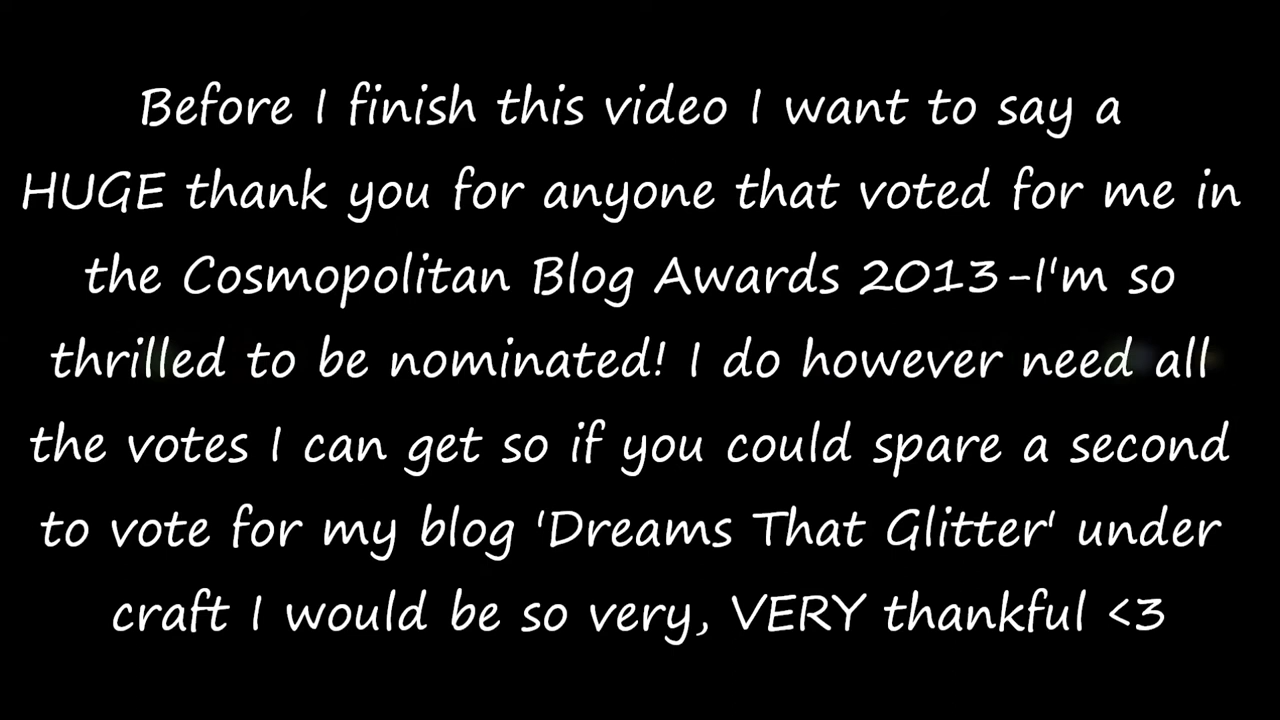 Before I finish this video I want to say a
HUGE thank you for anyone that voted for me in
the Cosmopolitan Blog Awards 2013-I'm so
thrilled to be nominated! I do however need all
the votes I can get so if you could spare a second
to vote for my blog 'Dreams That Glitter' under
craft I would be so very, VERY thankful <3